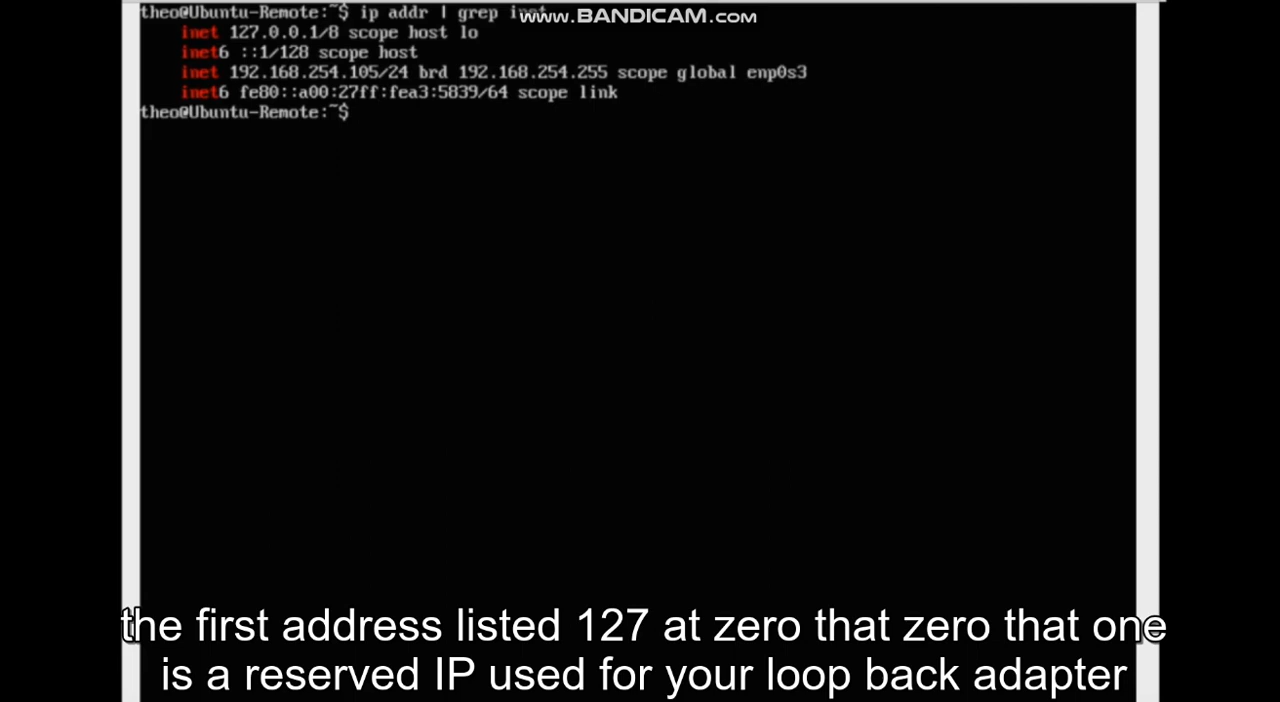 theo@Ubuntu-Remote:~$ ip addr | grep inet
www.BANDICAM.com
inet 127.0.0.1/8 scope host lo
inet6 ::1/128 scope host
inet 192.168.254.105/24 brd 192.168.254.255 scope global enp0s3
inet6 fe80::a00:27ff:fea3:5839/64 scope link
theo@Ubuntu-Remote:~$
the first address listed 127 at zero that zero that one
is a reserved IP used for your loop back adapter